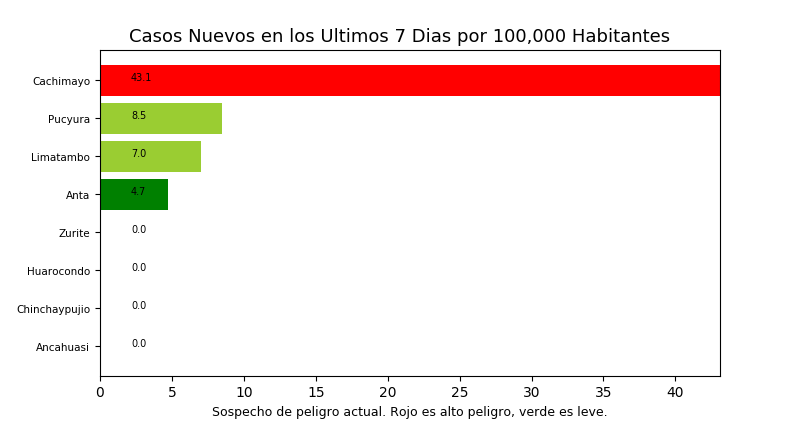 Casos Nuevos en los Ultimos 7 Dias por 100,000 Habitantes
Cachimayo 43.1
Pucyura 8.5
Limatambo 7.0
Anta 4.7
Zurite 0.0
Huarocondo 0.0
Chinchaypujio 0.0
Ancahuasi 0.0
0 5 10 15 20 25 30 35 40
Sospecho de peligro actual. Rojo es alto peligro, verde es leve.